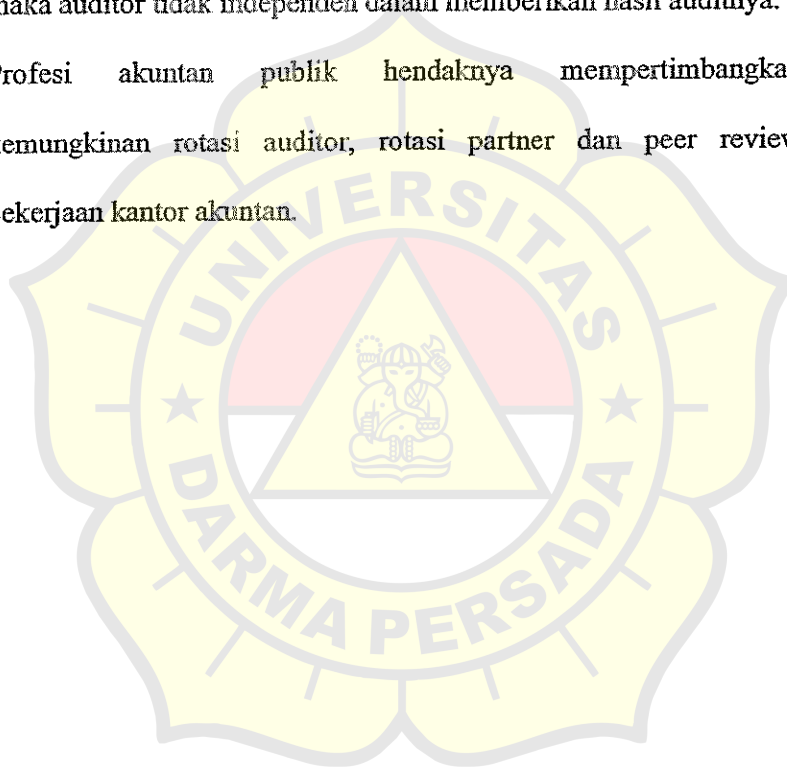 maka auditor tidak independen dalam memberikan hasil auditnya.
rofesi akuntan publik hendaknya mempertimbangka
emungkinan rotasi auditor, rotasi partner dan peer review
ekerjaan kantor akuntan.
UNIVERSITAS
DARMA PERSADA